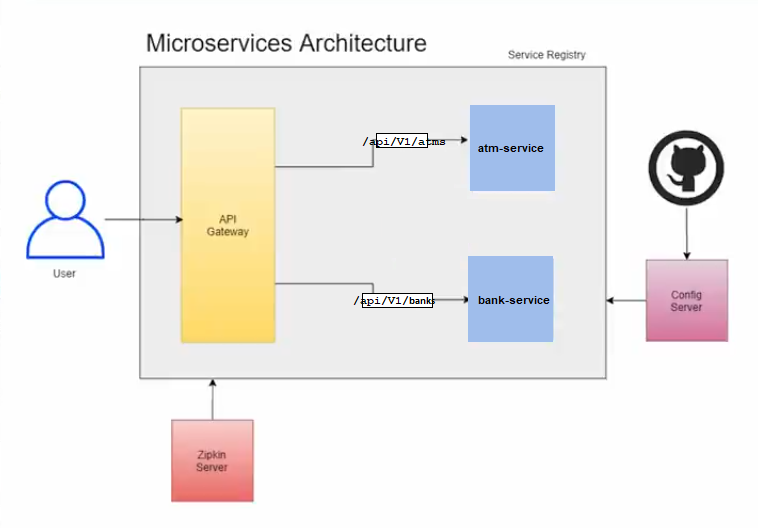 Microservices Architecture
Service Registry
/api/V1/atms
atm-service
API
Gateway
User
/api/V1/banks
bank-service
Config
Server
Zipkin
Server